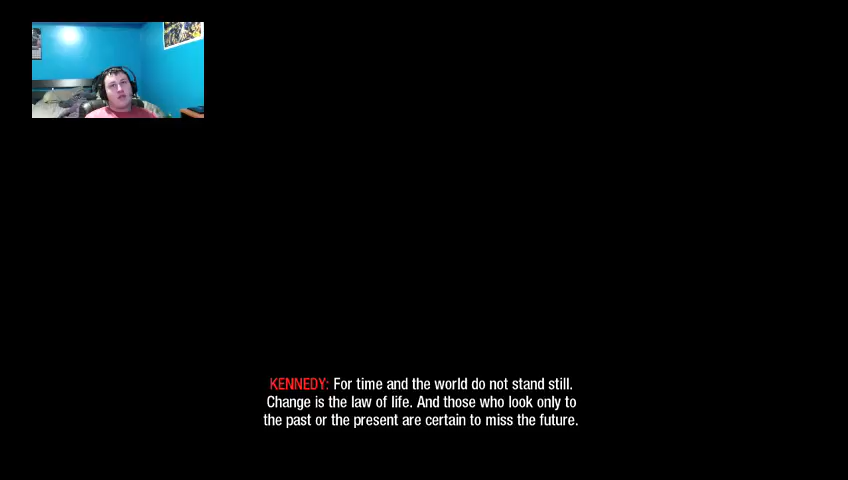 KENNEDY: For time and the world do not stand still.
Change is the law of life. And those who look only to
the past or the present are certain to miss the future.